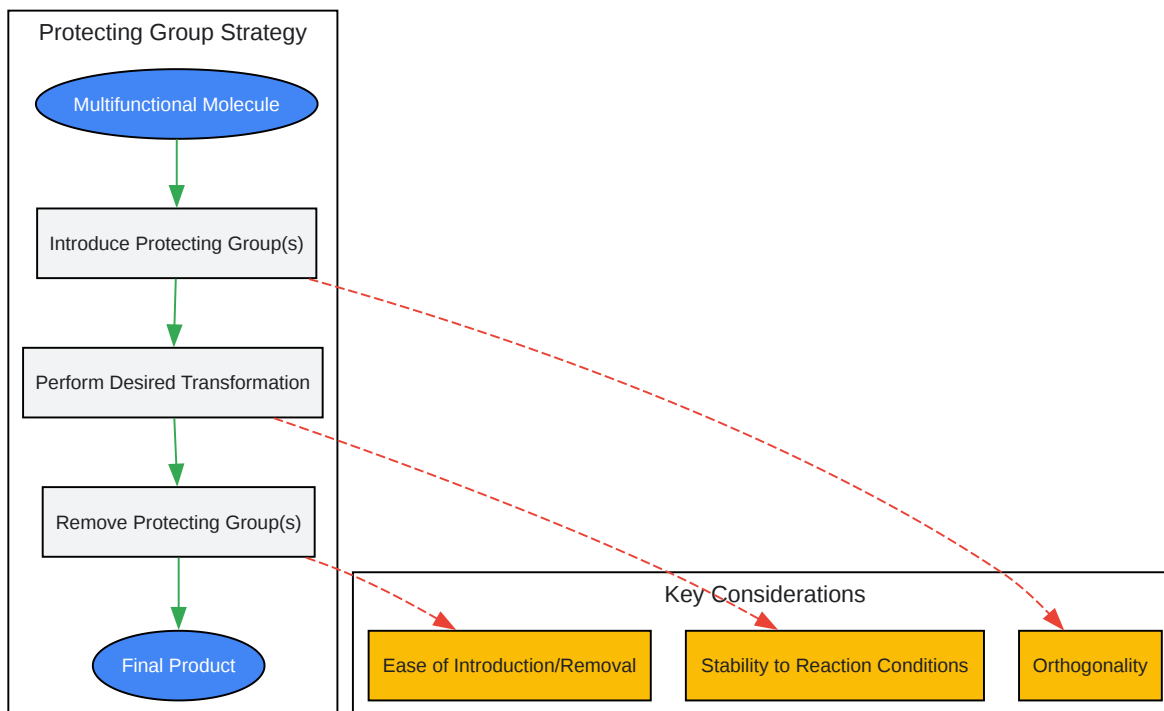 Protecting Group Strategy
Multifunctional Molecule
Introduce Protecting Group(s)
Perform Desired Transformation
Remove Protecting Group(s)
Final Product
Key Considerations
Ease of Introduction/Removal
Stability to Reaction Conditions
Orthogonality